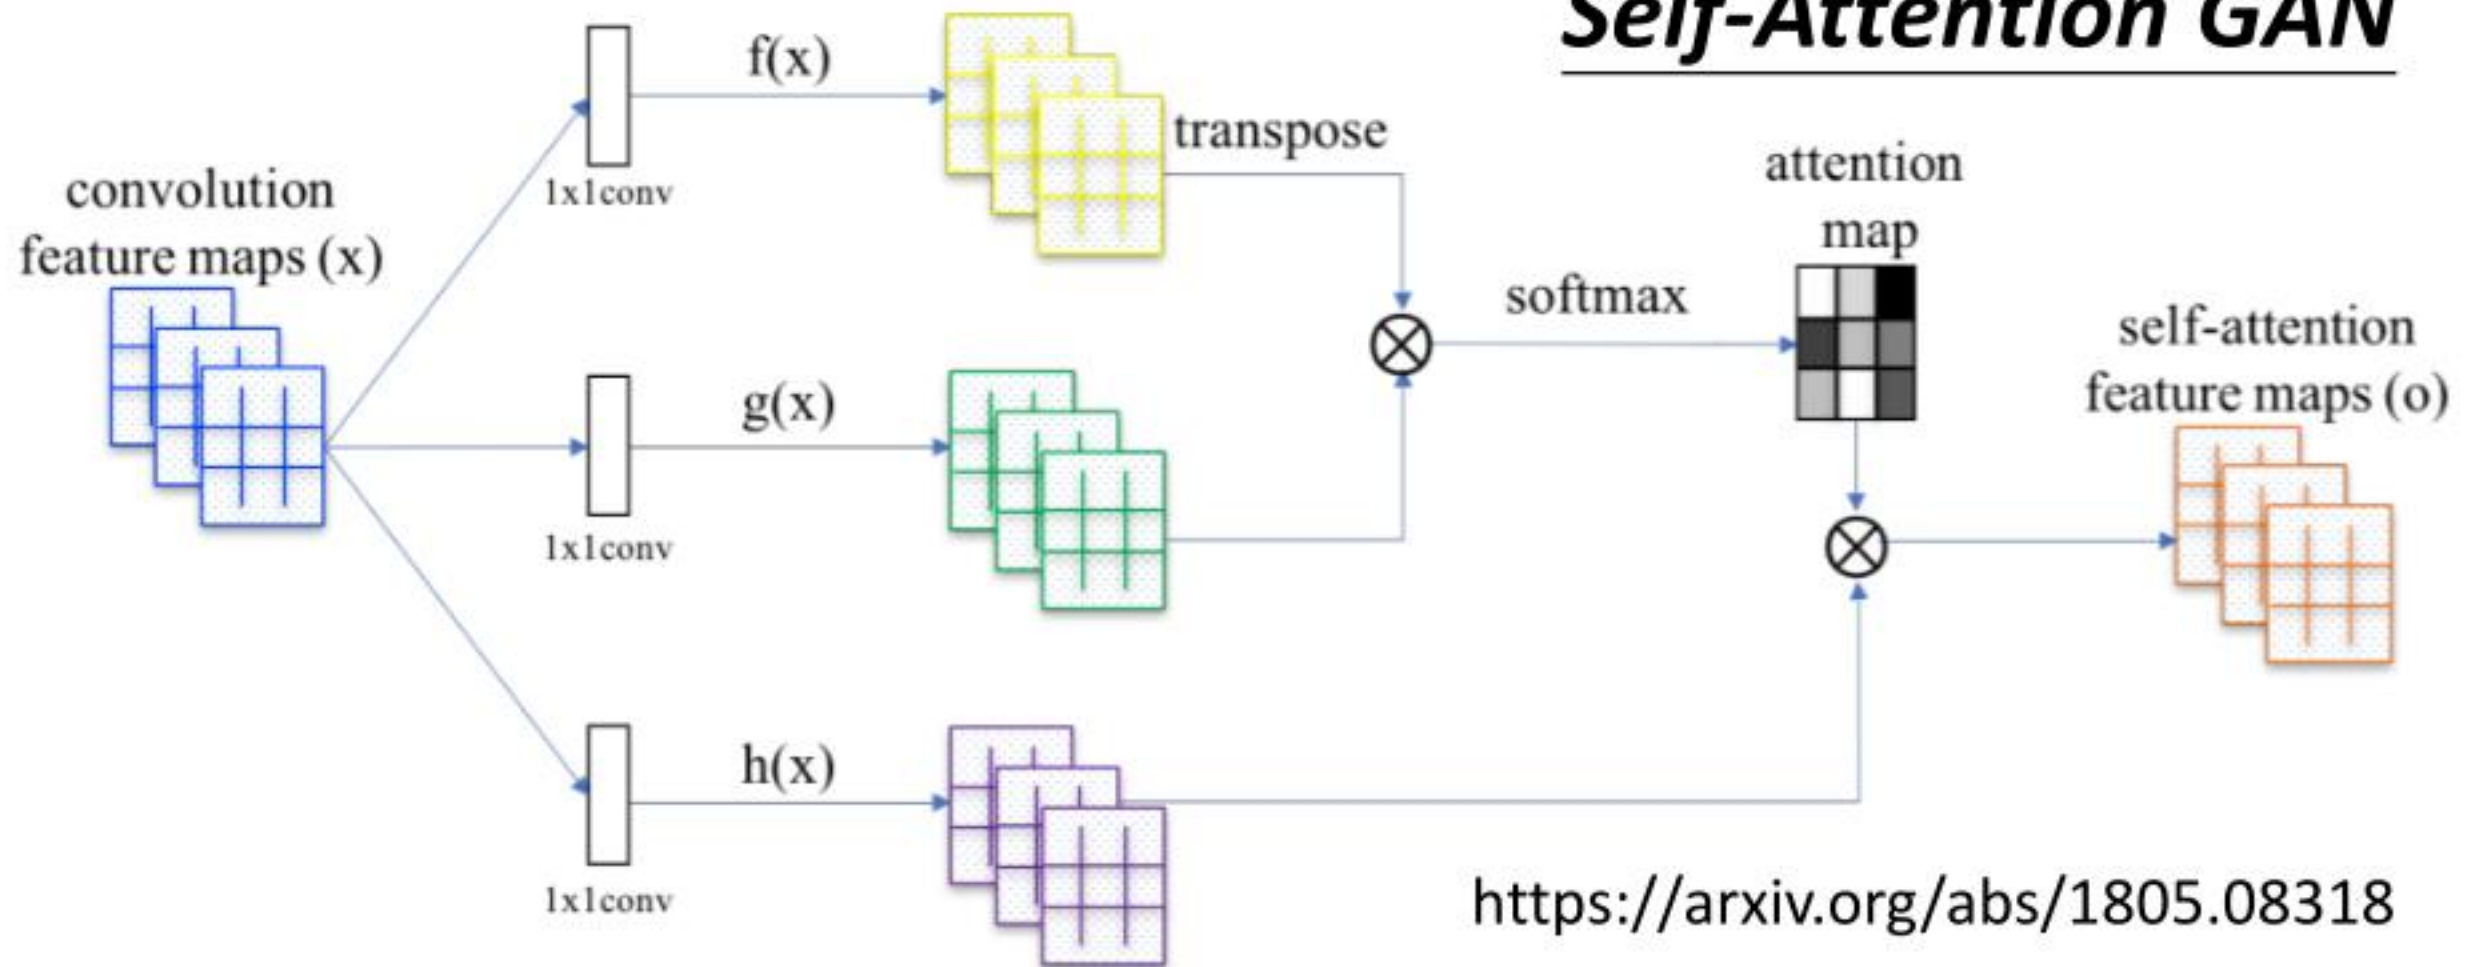 Self-Attention GAN
f(x)
transpose
1x1conv
convolution
feature maps (x)
attention
map
softmax
self-attention
feature maps (o)
g(x)
1x1conv
h(x)
1x1conv
https://arxiv.org/abs/1805.08318